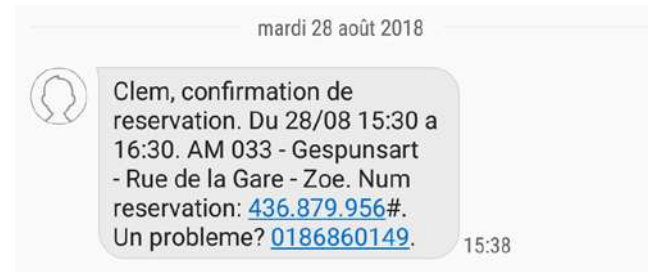 mardi 28 août 2018
Clem, confirmation de
reservation. Du 28/08 15:30 a
16:30. AM 033 - Gespunsart
- Rue de la Gare - Zoe. Num
reservation: 436.879.956#.
Un probleme? 0186860149.
15:38